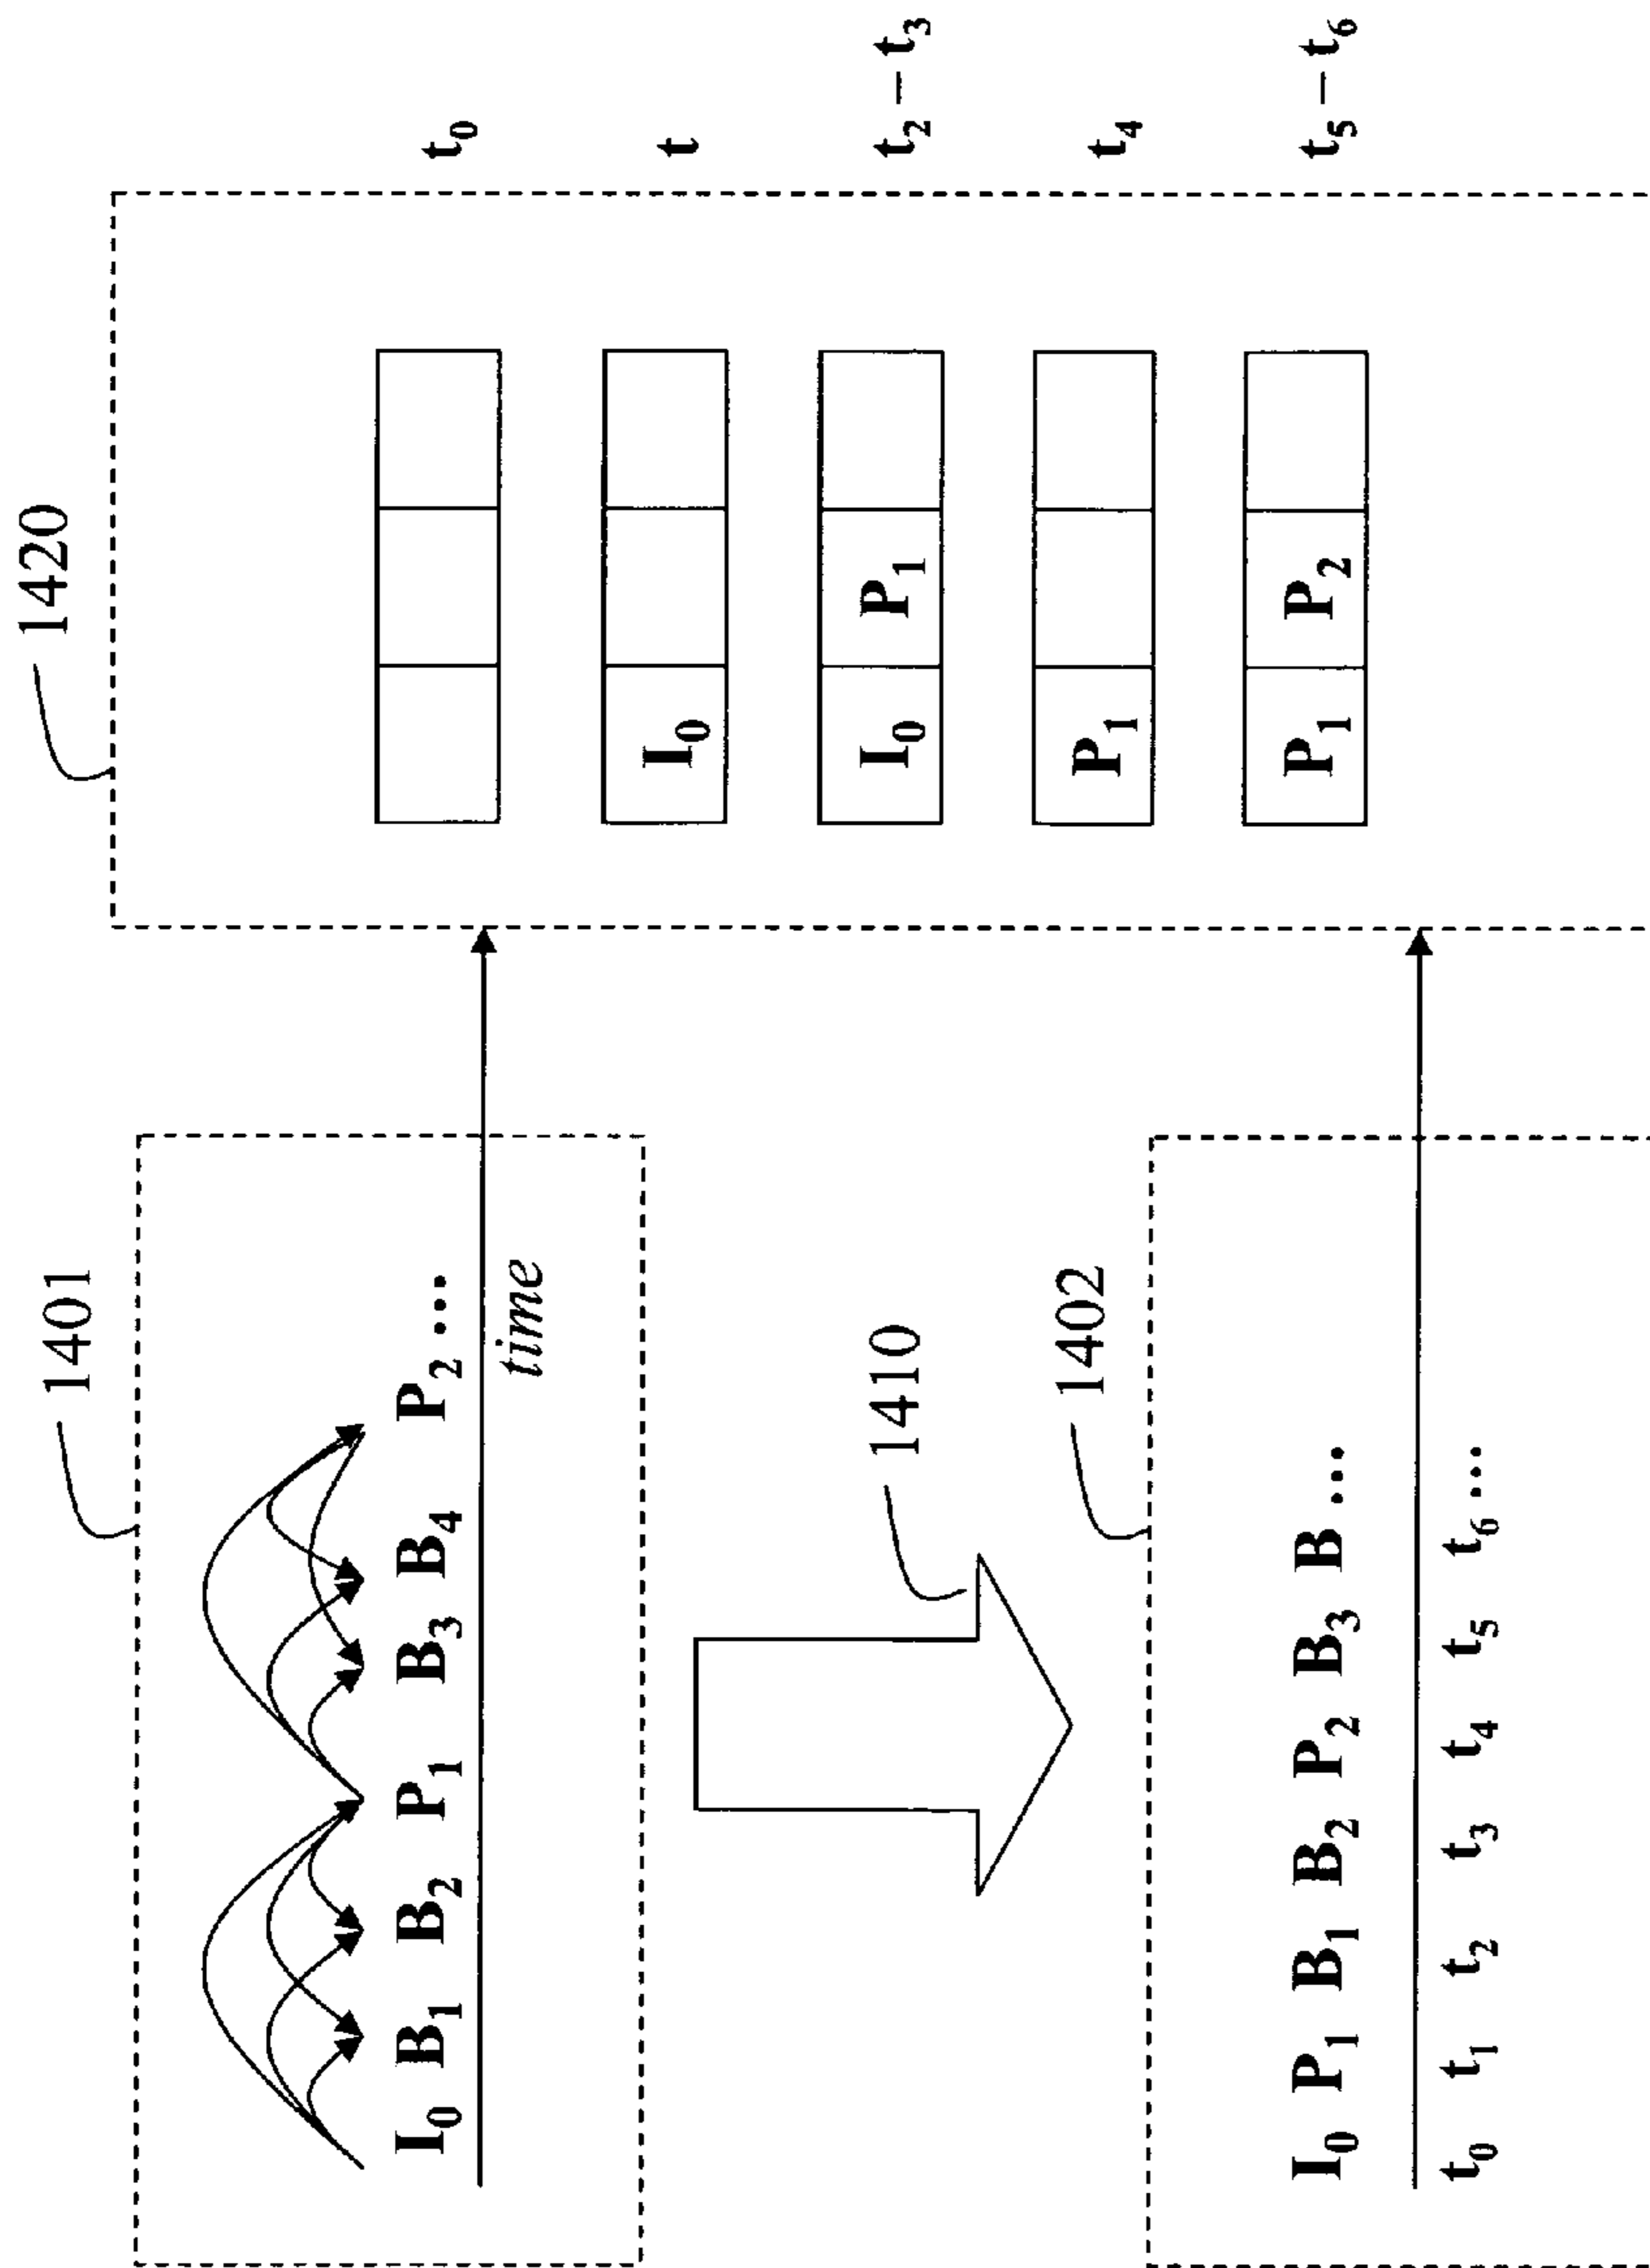 1401
I₀ B₁ B₂ P₁ B₃ B₄ P₂ ...
time
1410
1402
I₀ P₁ B₁ B₂ P₂ B₃ B ...
t₀ t₁ t₂ t₃ t₄ t₅ t₆ ...
1420
t₀
I₀ t
I₀ P₁ t₂ – t₃
P₁ t₄
P₁ P₂ t₅ – t₆